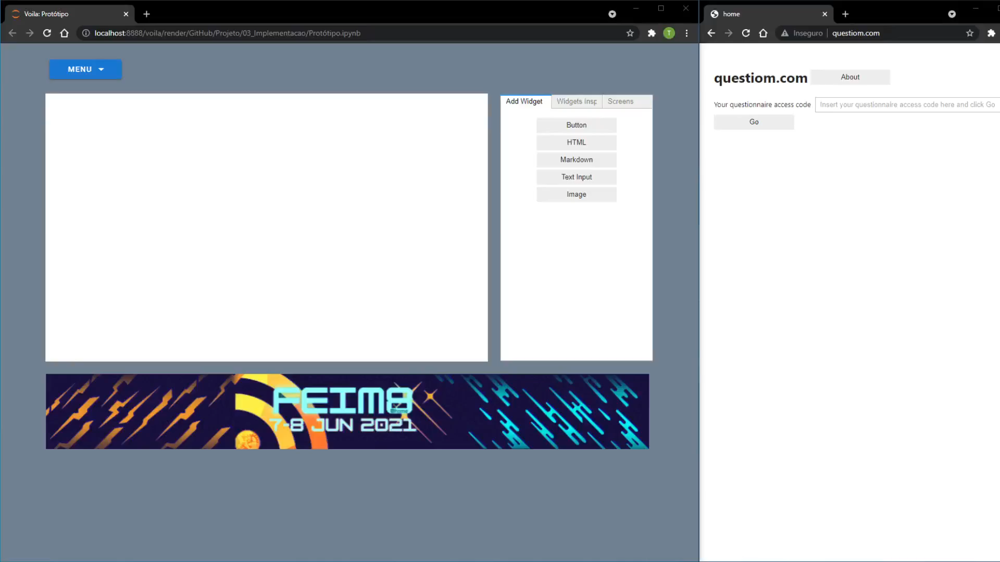 Voila: Protótipo
localhost:8888/voila/render/GitHub/Projeto/03_Implementacao/Protótipo.ipynb
T
MENU
Add Widget
Widgets Insp
Screens
Button
HTML
Markdown
Text Input
Image
FEIM8
@home
7-8 JUN 2021
home
Inseguro
questiom.com
questiom.com
About
Your questionnaire access code
Insert your questionnaire access code here and click Go
Go